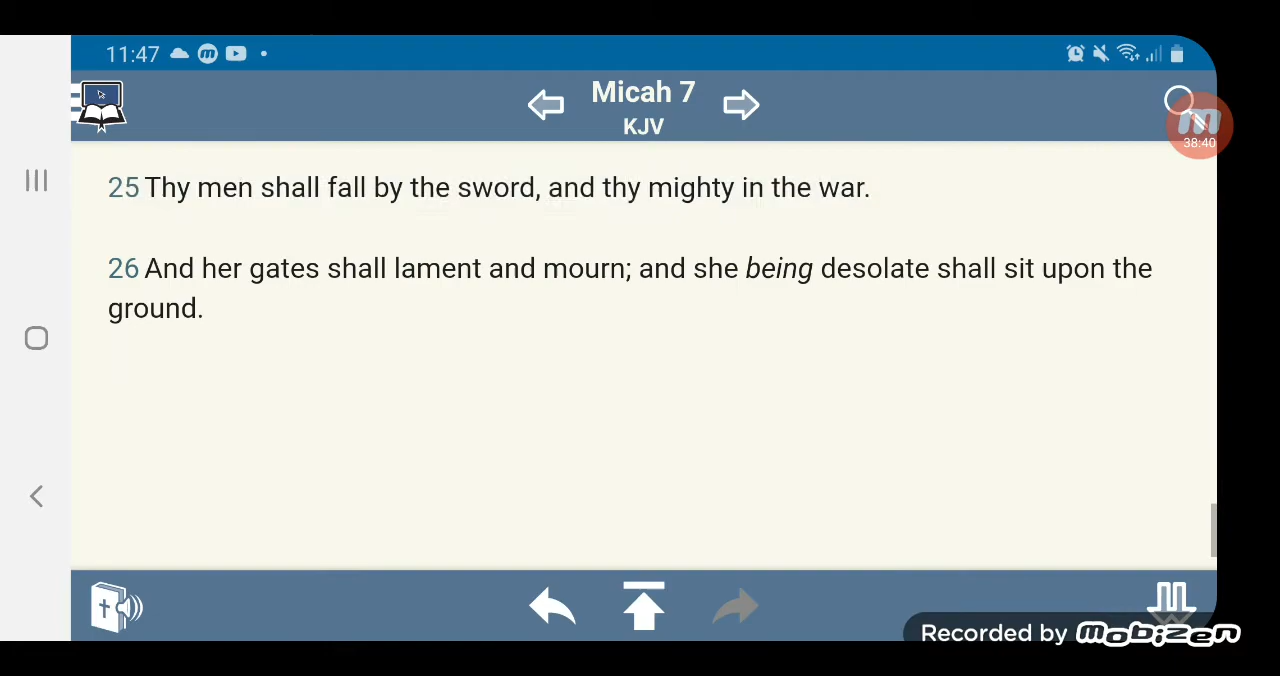 11:47
Micah 7
KJV
38:40
25 Thy men shall fall by the sword, and thy mighty in the war.
26 And her gates shall lament and mourn; and she being desolate shall sit upon the
ground.
Recorded by Mobizen